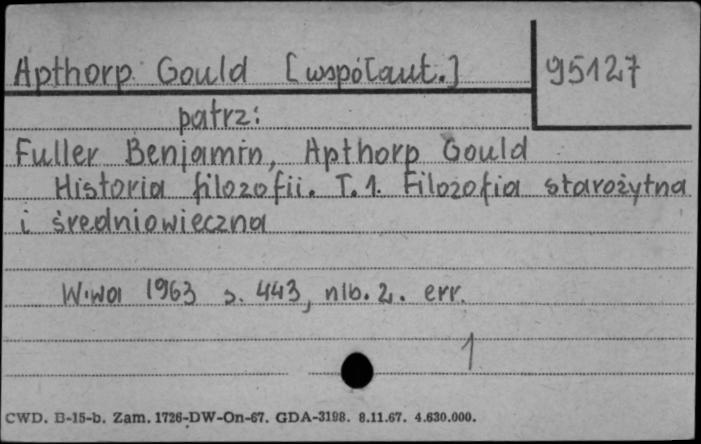 Apthorp Gould [współaut.] 95127
patrz:
Fuller Benjamin, Apthorp Gould
Historia filozofii. T.1. Filozofia starożytna
i średniowieczna
W-wa 1963 s. 443, nlb. 2. err.
1
CWD. B-15-b. Zam. 1726-DW-On-67. GDA-3198. 8.11.67. 4.630.000.